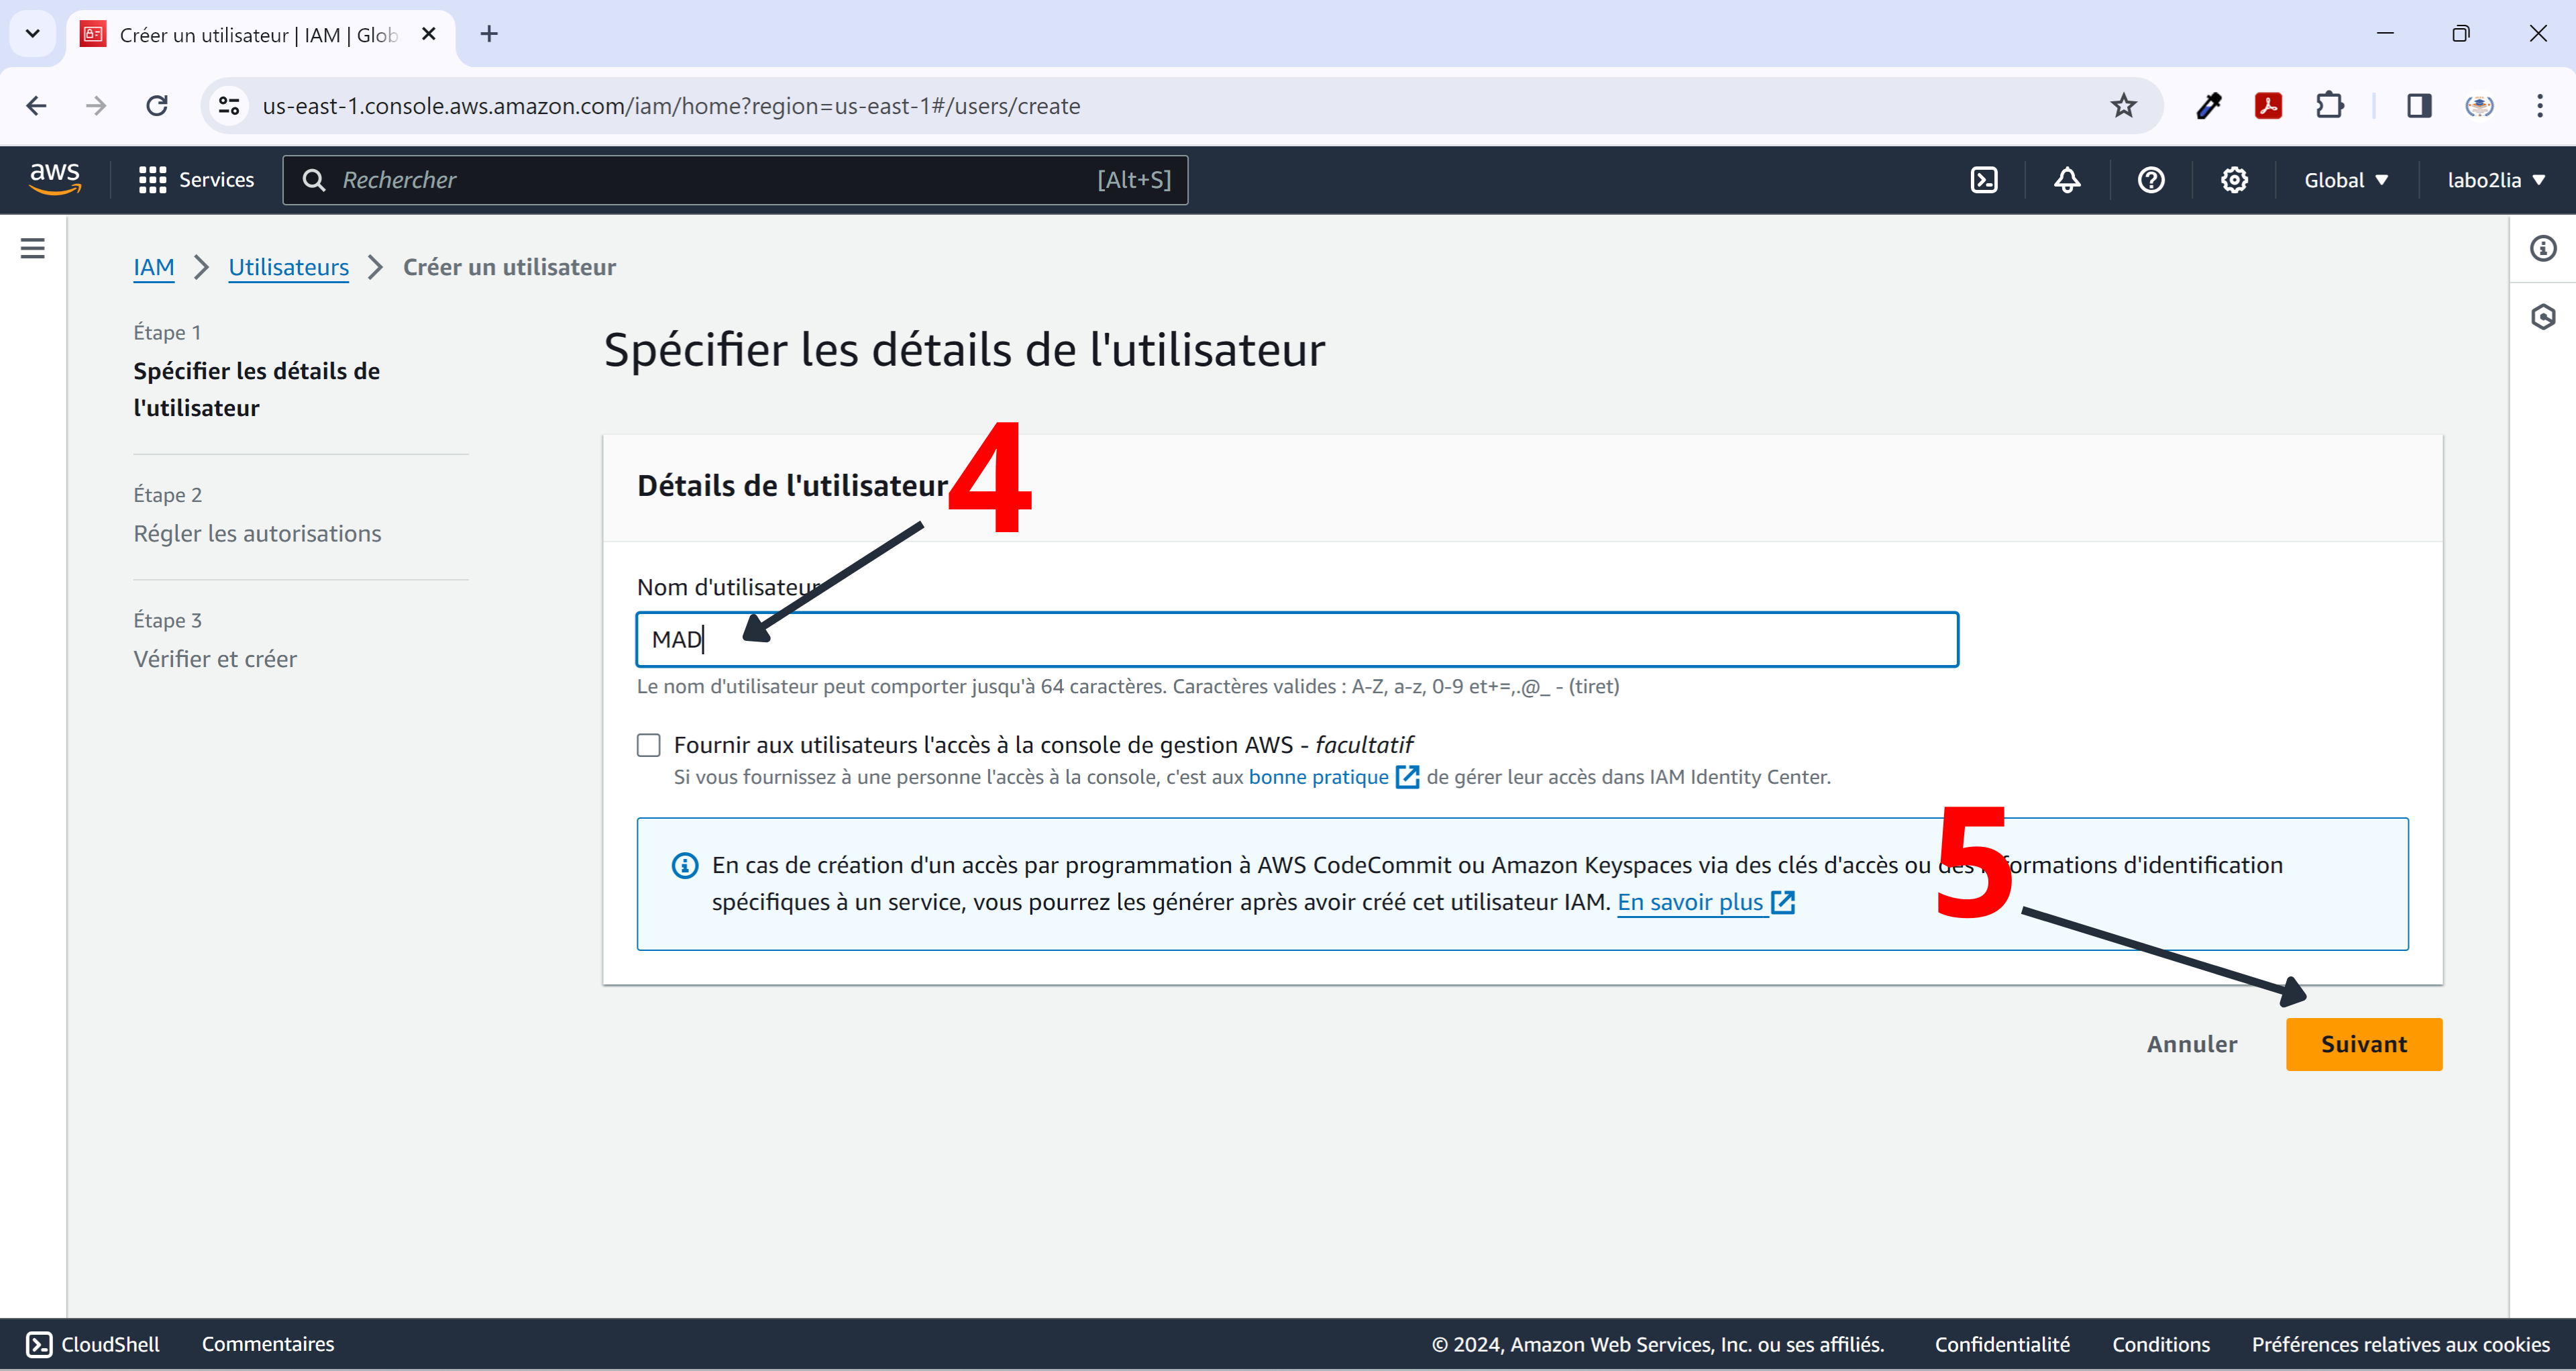 Créer un utilisateur | IAM | Glob
us-east-1.console.aws.amazon.com/iam/home?region=us-east-1#/users/create
aws
Services
Rechercher
[Alt+S]
Global
labo2lia
IAM > Utilisateurs > Créer un utilisateur
Étape 1
Spécifier les détails de
l'utilisateur
Étape 2
Régler les autorisations
Étape 3
Vérifier et créer
Spécifier les détails de l'utilisateur
4
Détails de l'utilisateur
Nom d'utilisateur
MAD
Le nom d'utilisateur peut comporter jusqu'à 64 caractères. Caractères valides : A-Z, a-z, 0-9 et+=,.@_ - (tiret)
Fournir aux utilisateurs l'accès à la console de gestion AWS - facultatif
Si vous fournissez à une personne l'accès à la console, c'est aux bonne pratique de gérer leur accès dans IAM Identity Center.
5
En cas de création d'un accès par programmation à AWS CodeCommit ou Amazon Keyspaces via des clés d'accès ou des informations d'identification
spécifiques à un service, vous pourrez les générer après avoir créé cet utilisateur IAM. En savoir plus
Annuler
Suivant
CloudShell
Commentaires
© 2024, Amazon Web Services, Inc. ou ses affiliés.
Confidentialité
Conditions
Préférences relatives aux cookies